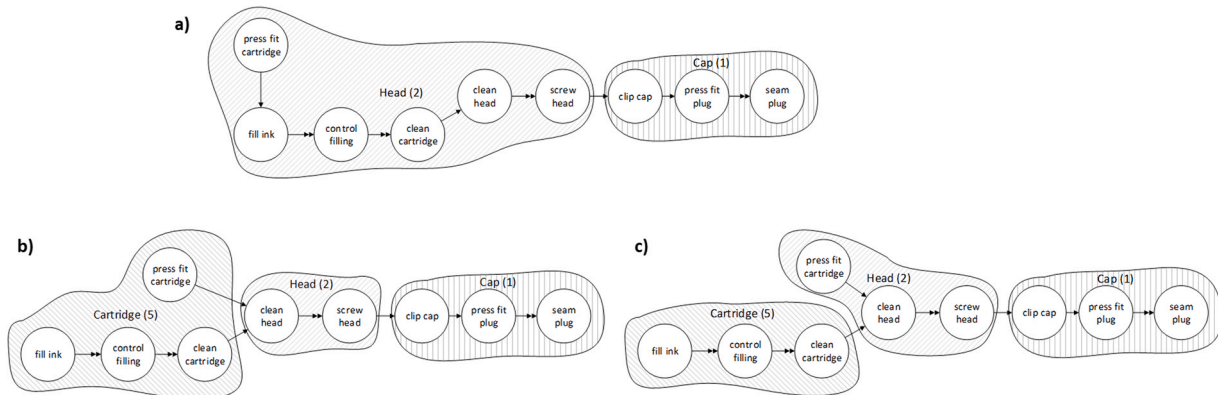 a)
press fit
cartridge
Head (2)
fill ink
control
filling
clean
cartridge
clean
head
screw
head
Cap (1)
clip cap
press fit
plug
seam
plug
b)
press fit
cartridge
Cartridge (5)
fill ink
control
filling
clean
cartridge
Head (2)
clean
head
screw
head
Cap (1)
clip cap
press fit
plug
seam
plug
c)
press fit
cartridge
Head (2)
clean
head
screw
head
Cartridge (5)
fill ink
control
filling
clean
cartridge
Cap (1)
clip cap
press fit
plug
seam
plug